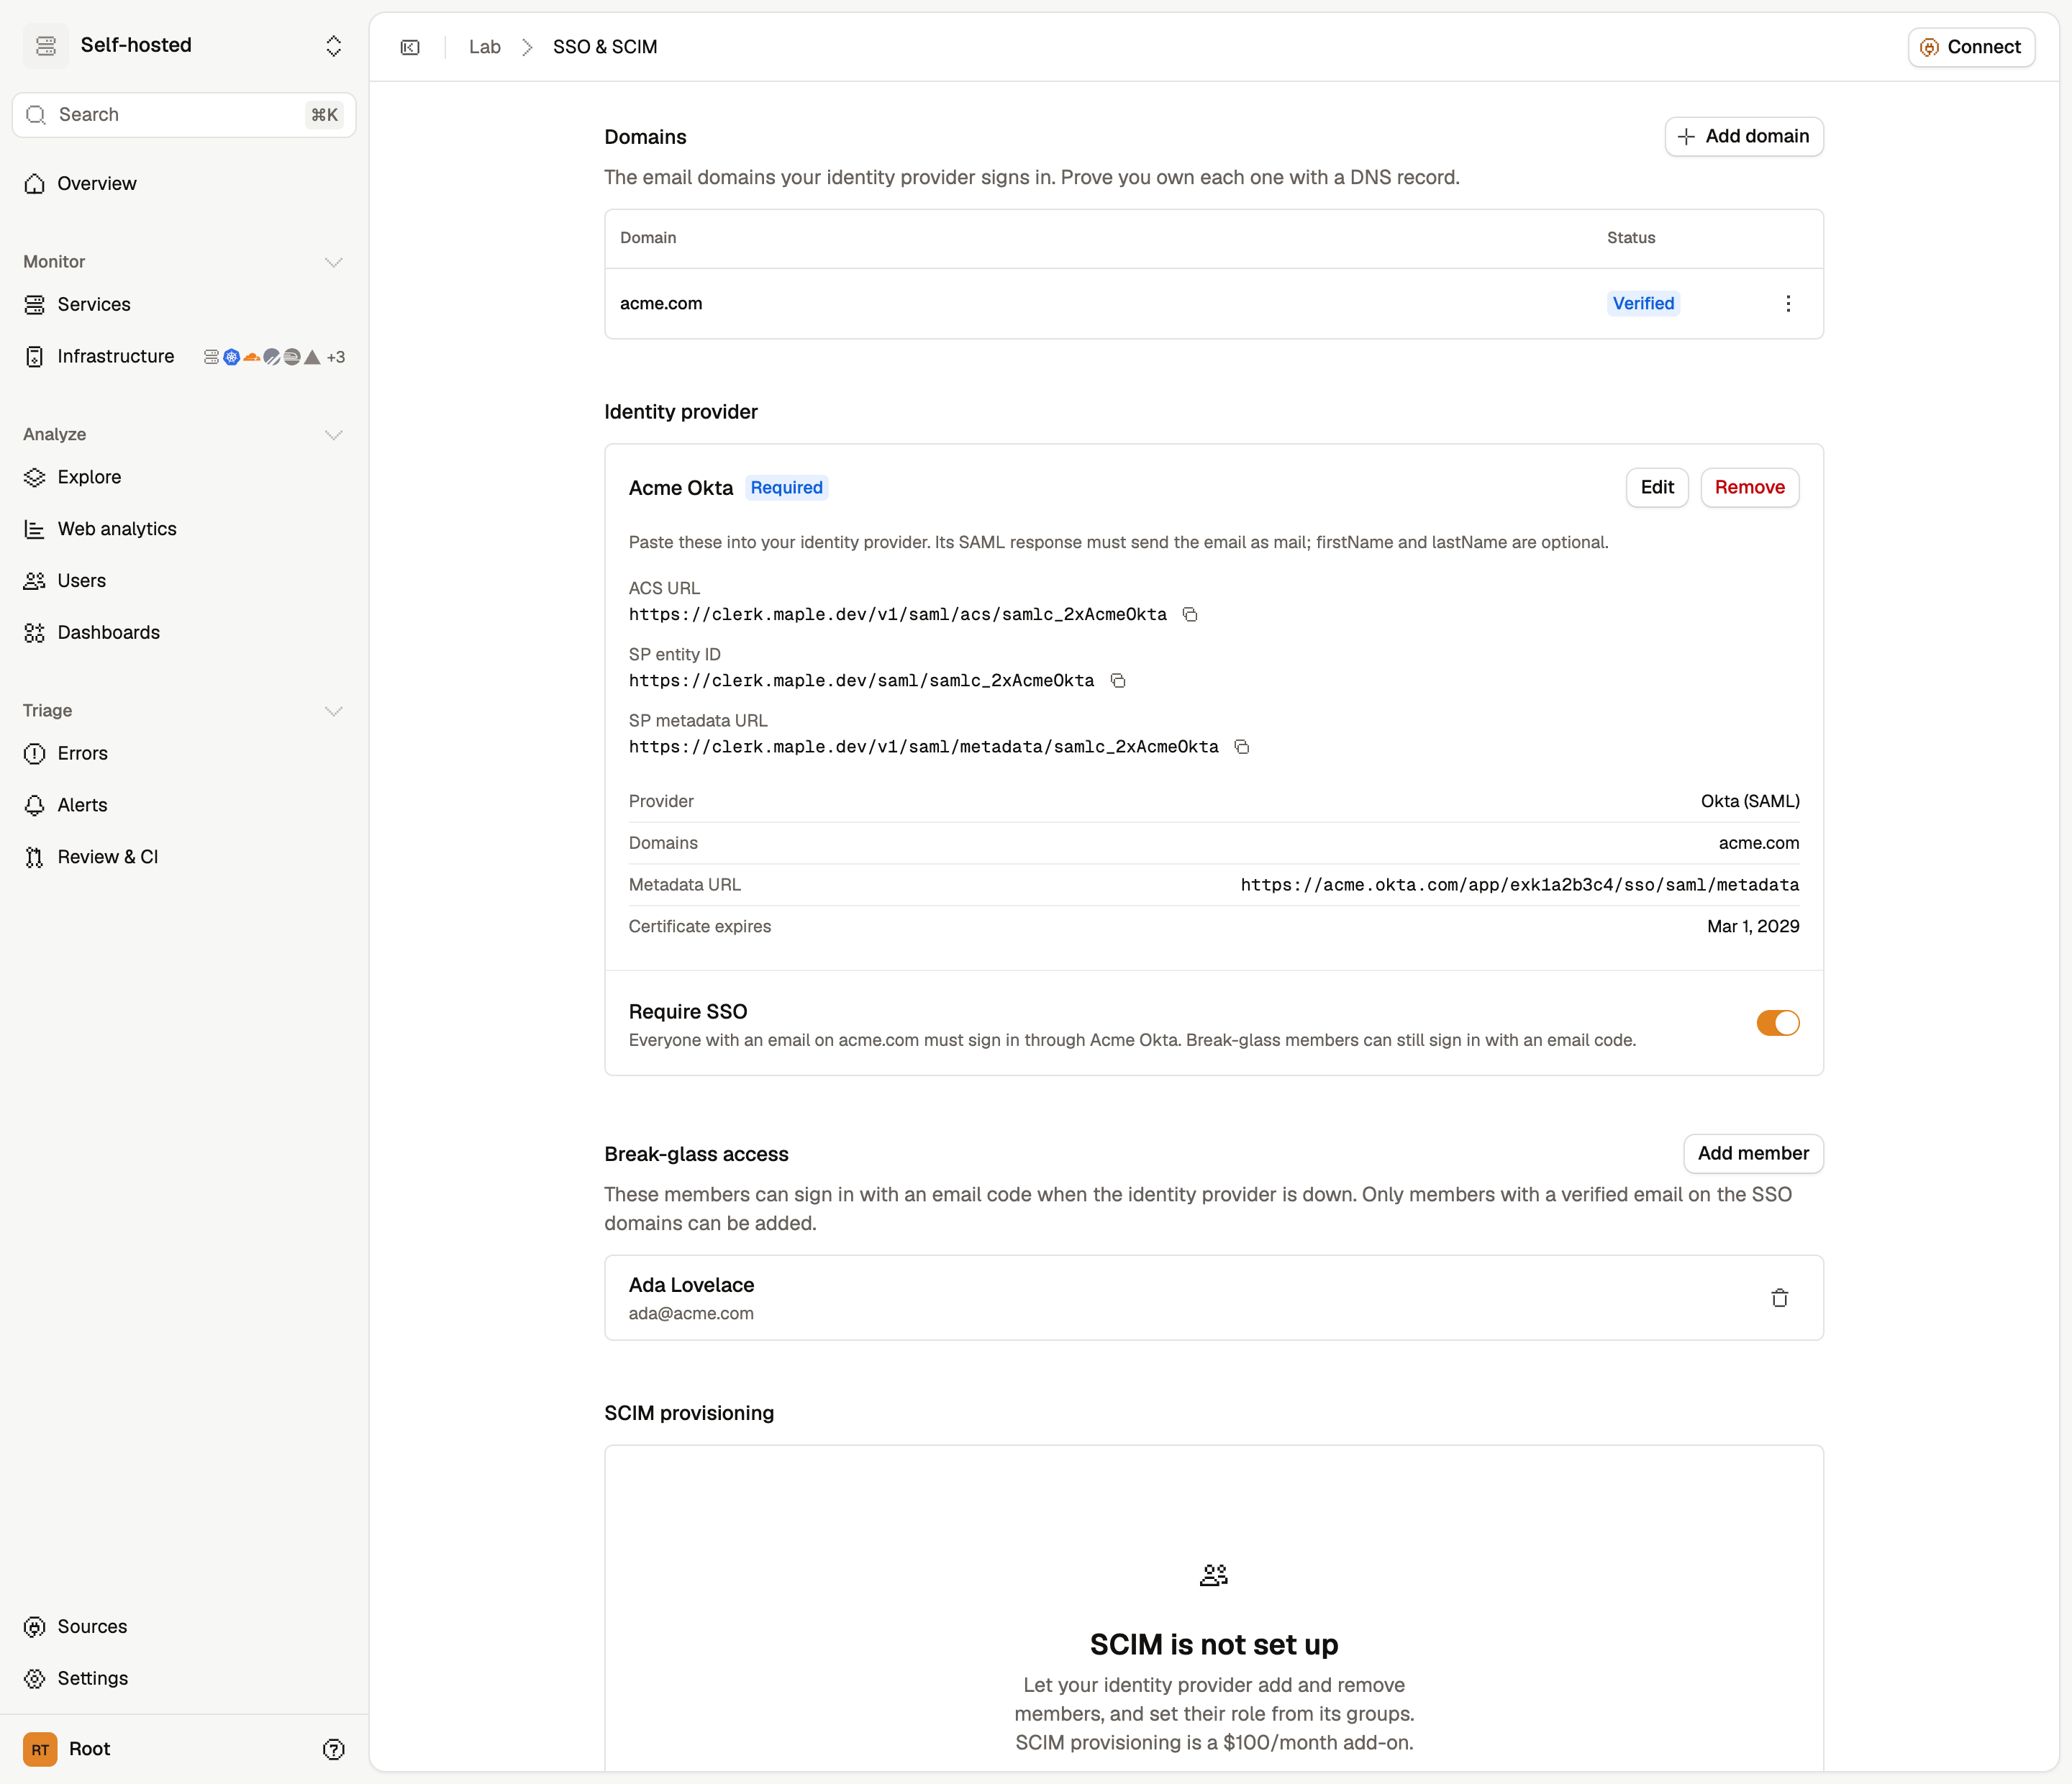 Self-hosted
Search
⌘K
Overview
Monitor
Services
Infrastructure
+3
Analyze
Explore
Web analytics
Users
Dashboards
Triage
Errors
Alerts
Review & CI
Sources
Settings
RT
Root
Lab
SSO & SCIM
Connect
Domains
Add domain
The email domains your identity provider signs in. Prove you own each one with a DNS record.
Domain
Status
acme.com
Verified
Identity provider
Acme Okta
Required
Edit
Remove
Paste these into your identity provider. Its SAML response must send the email as mail; firstName and lastName are optional.
ACS URL
https://clerk.maple.dev/v1/saml/acs/samlc_2xAcmeOkta
SP entity ID
https://clerk.maple.dev/saml/samlc_2xAcmeOkta
SP metadata URL
https://clerk.maple.dev/v1/saml/metadata/samlc_2xAcmeOkta
Provider
Okta (SAML)
Domains
acme.com
Metadata URL
https://acme.okta.com/app/exk1a2b3c4/sso/saml/metadata
Certificate expires
Mar 1, 2029
Require SSO
Everyone with an email on acme.com must sign in through Acme Okta. Break-glass members can still sign in with an email code.
Break-glass access
Add member
These members can sign in with an email code when the identity provider is down. Only members with a verified email on the SSO
domains can be added.
Ada Lovelace
ada@acme.com
SCIM provisioning
SCIM is not set up
Let your identity provider add and remove
members, and set their role from its groups.
SCIM provisioning is a $100/month add-on.